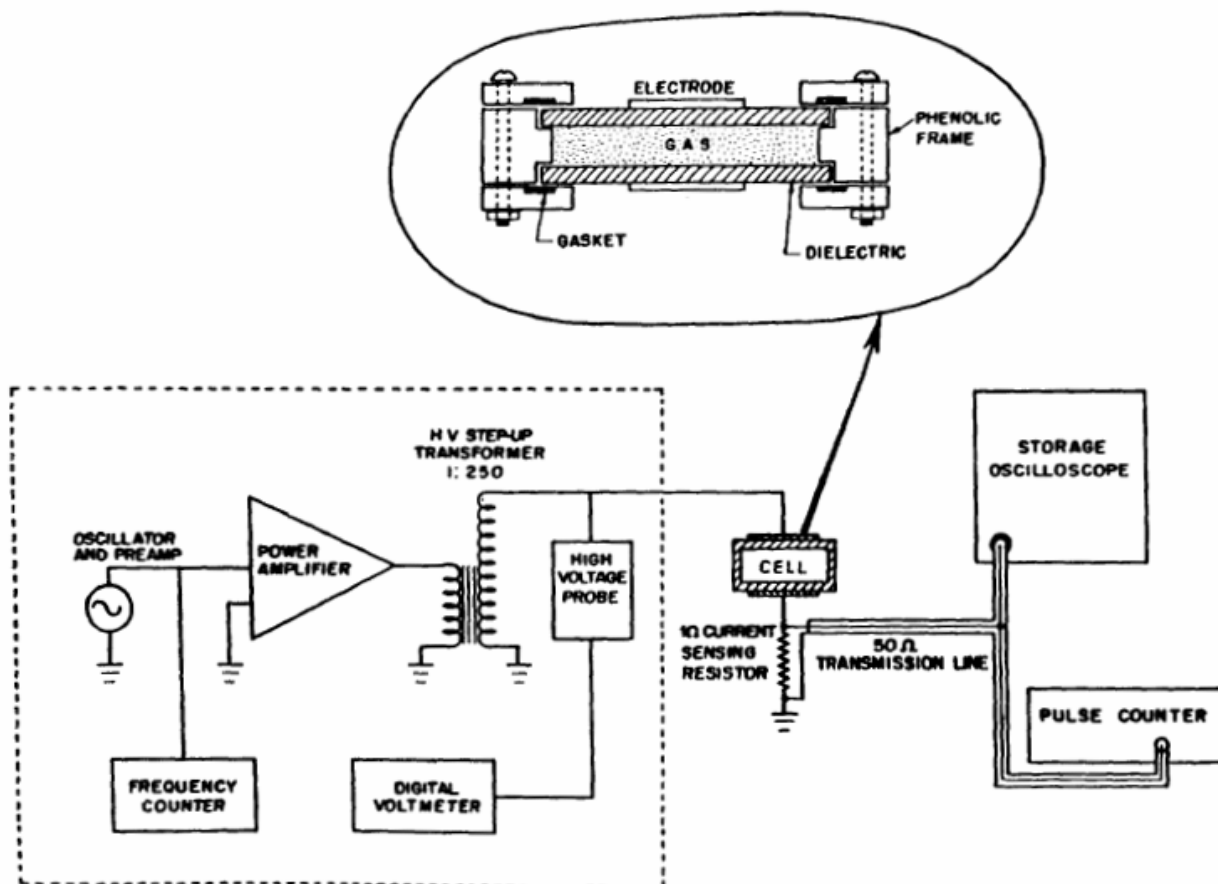 ELECTRODE
GAS
PHENOLIC
FRAME
GASKET
DIELECTRIC
H V STEP-UP
TRANSFORMER
1: 250
OSCILLATOR
AND PREAMP
POWER
AMPLIFIER
HIGH
VOLTAGE
PROBE
CELL
STORAGE
OSCILLOSCOPE
1Ω CURRENT
SENSING
RESISTOR
50 Ω
TRANSMISSION LINE
PULSE COUNTER
FREQUENCY
COUNTER
DIGITAL
VOLTMETER